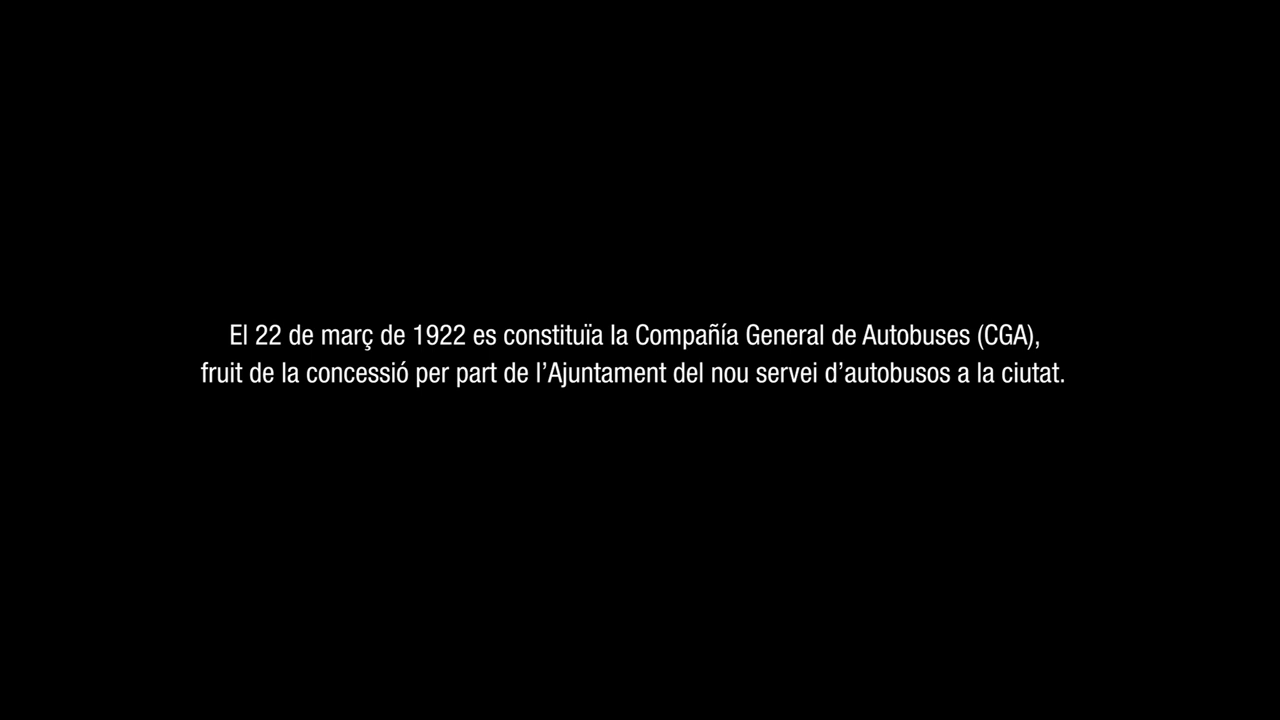 El 22 de març de 1922 es constituïa la Compañía General de Autobuses (CGA),
fruit de la concessió per part de l’Ajuntament del nou servei d’autobusos a la ciutat.